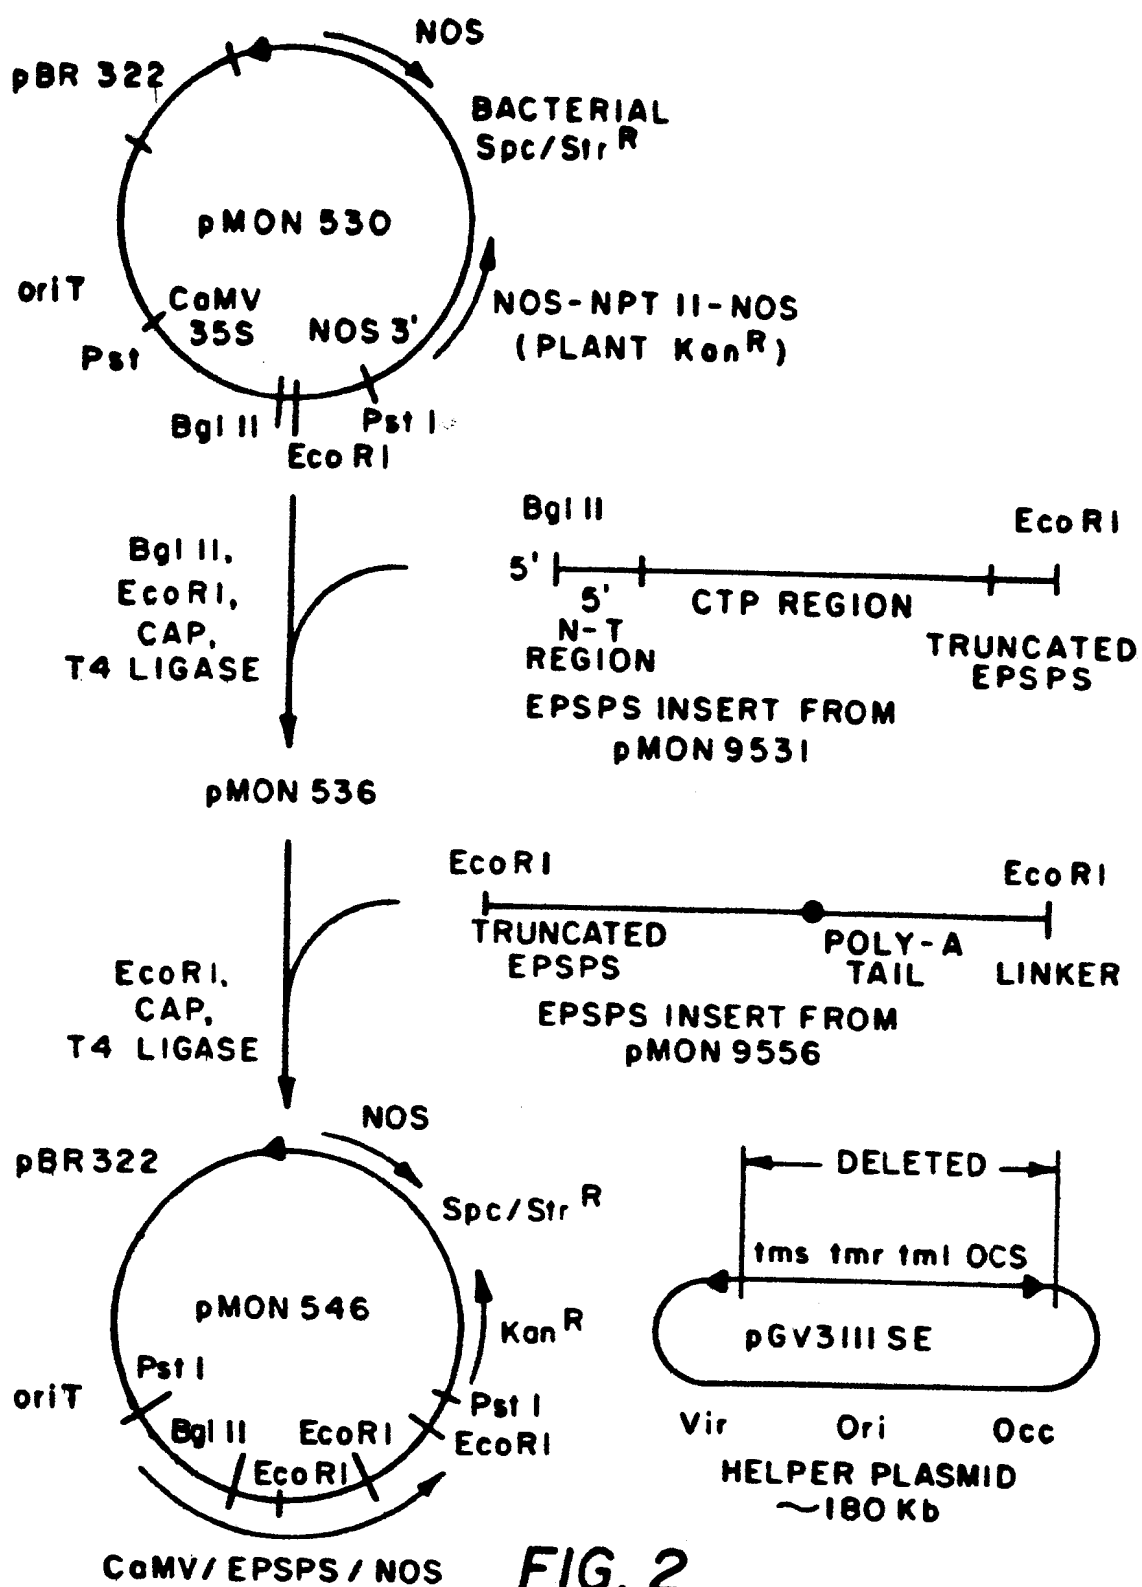 NOS
pBR 322
BACTERIAL
Spc/Str R
pMON 530
oriT
CaMV
35S
NOS 3'
NOS-NPT II-NOS
(PLANT Kan R)
Pst
Bgl II
Pst I
EcoRI
Bgl II
EcoRI
Bgl II,
EcoRI,
CAP,
T4 LIGASE
5'
5'
N-T
REGION
CTP REGION
TRUNCATED
EPSPS
EPSPS INSERT FROM
pMON 9531
pMON 536
EcoRI
EcoRI
TRUNCATED
EPSPS
POLY-A
TAIL
LINKER
EcoRI,
CAP,
T4 LIGASE
EPSPS INSERT FROM
pMON 9556
NOS
pBR322
Spc/Str R
pMON 546
Kan R
Pst I
oriT
Bgl II
EcoRI
EcoRI
Pst I
EcoRI
CaMV/EPSPS/NOS
DELETED
tms tmr tml OCS
pGV3111SE
Vir Ori Occ
HELPER PLASMID
~180 Kb
FIG. 2